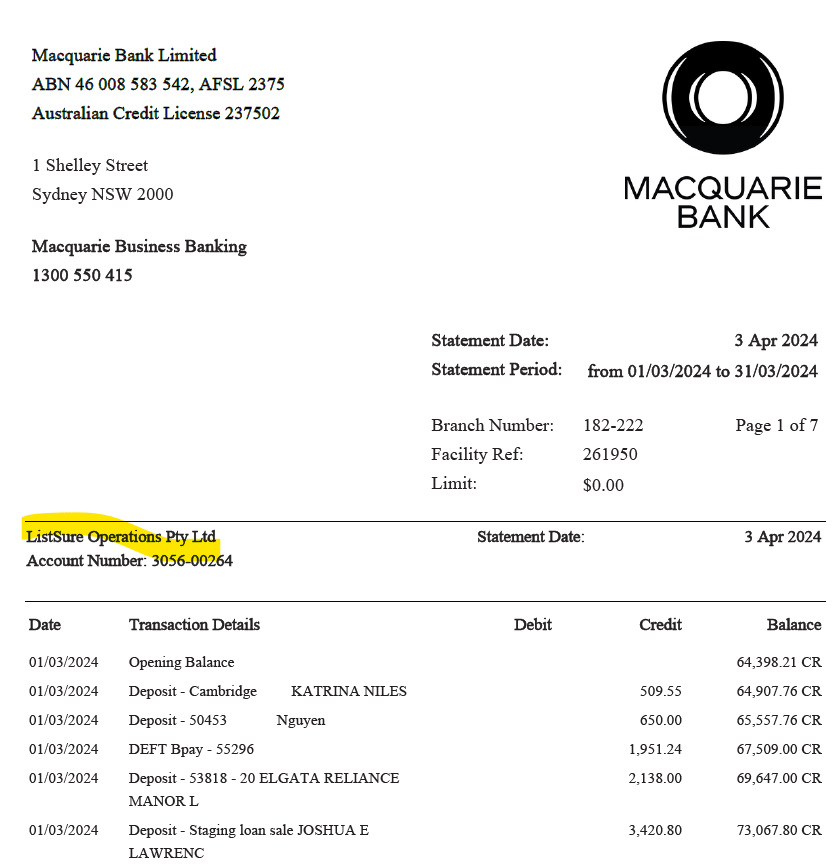 Macquarie Bank Limited
ABN 46 008 583 542, AFSL 2375
Australian Credit License 237502
1 Shelley Street
Sydney NSW 2000
Macquarie Business Banking
1300 550 415
MACQUARIE
BANK
Statement Date: 3 Apr 2024
Statement Period: from 01/03/2024 to 31/03/2024
Branch Number: 182-222 Page 1 of 7
Facility Ref: 261950
Limit: $0.00
ListSure Operations Pty Ltd Statement Date: 3 Apr 2024
Account Number: 3056-00264
Date Transaction Details Debit Credit Balance
01/03/2024 Opening Balance 64,398.21 CR
01/03/2024 Deposit - Cambridge KATRINA NILES 509.55 64,907.76 CR
01/03/2024 Deposit - 50453 Nguyen 650.00 65,557.76 CR
01/03/2024 DEFT Bpay - 55296 1,951.24 67,509.00 CR
01/03/2024 Deposit - 53818 - 20 ELGATA RELIANCE 2,138.00 69,647.00 CR
MANOR L
01/03/2024 Deposit - Staging loan sale JOSHUA E 3,420.80 73,067.80 CR
LAWRENC